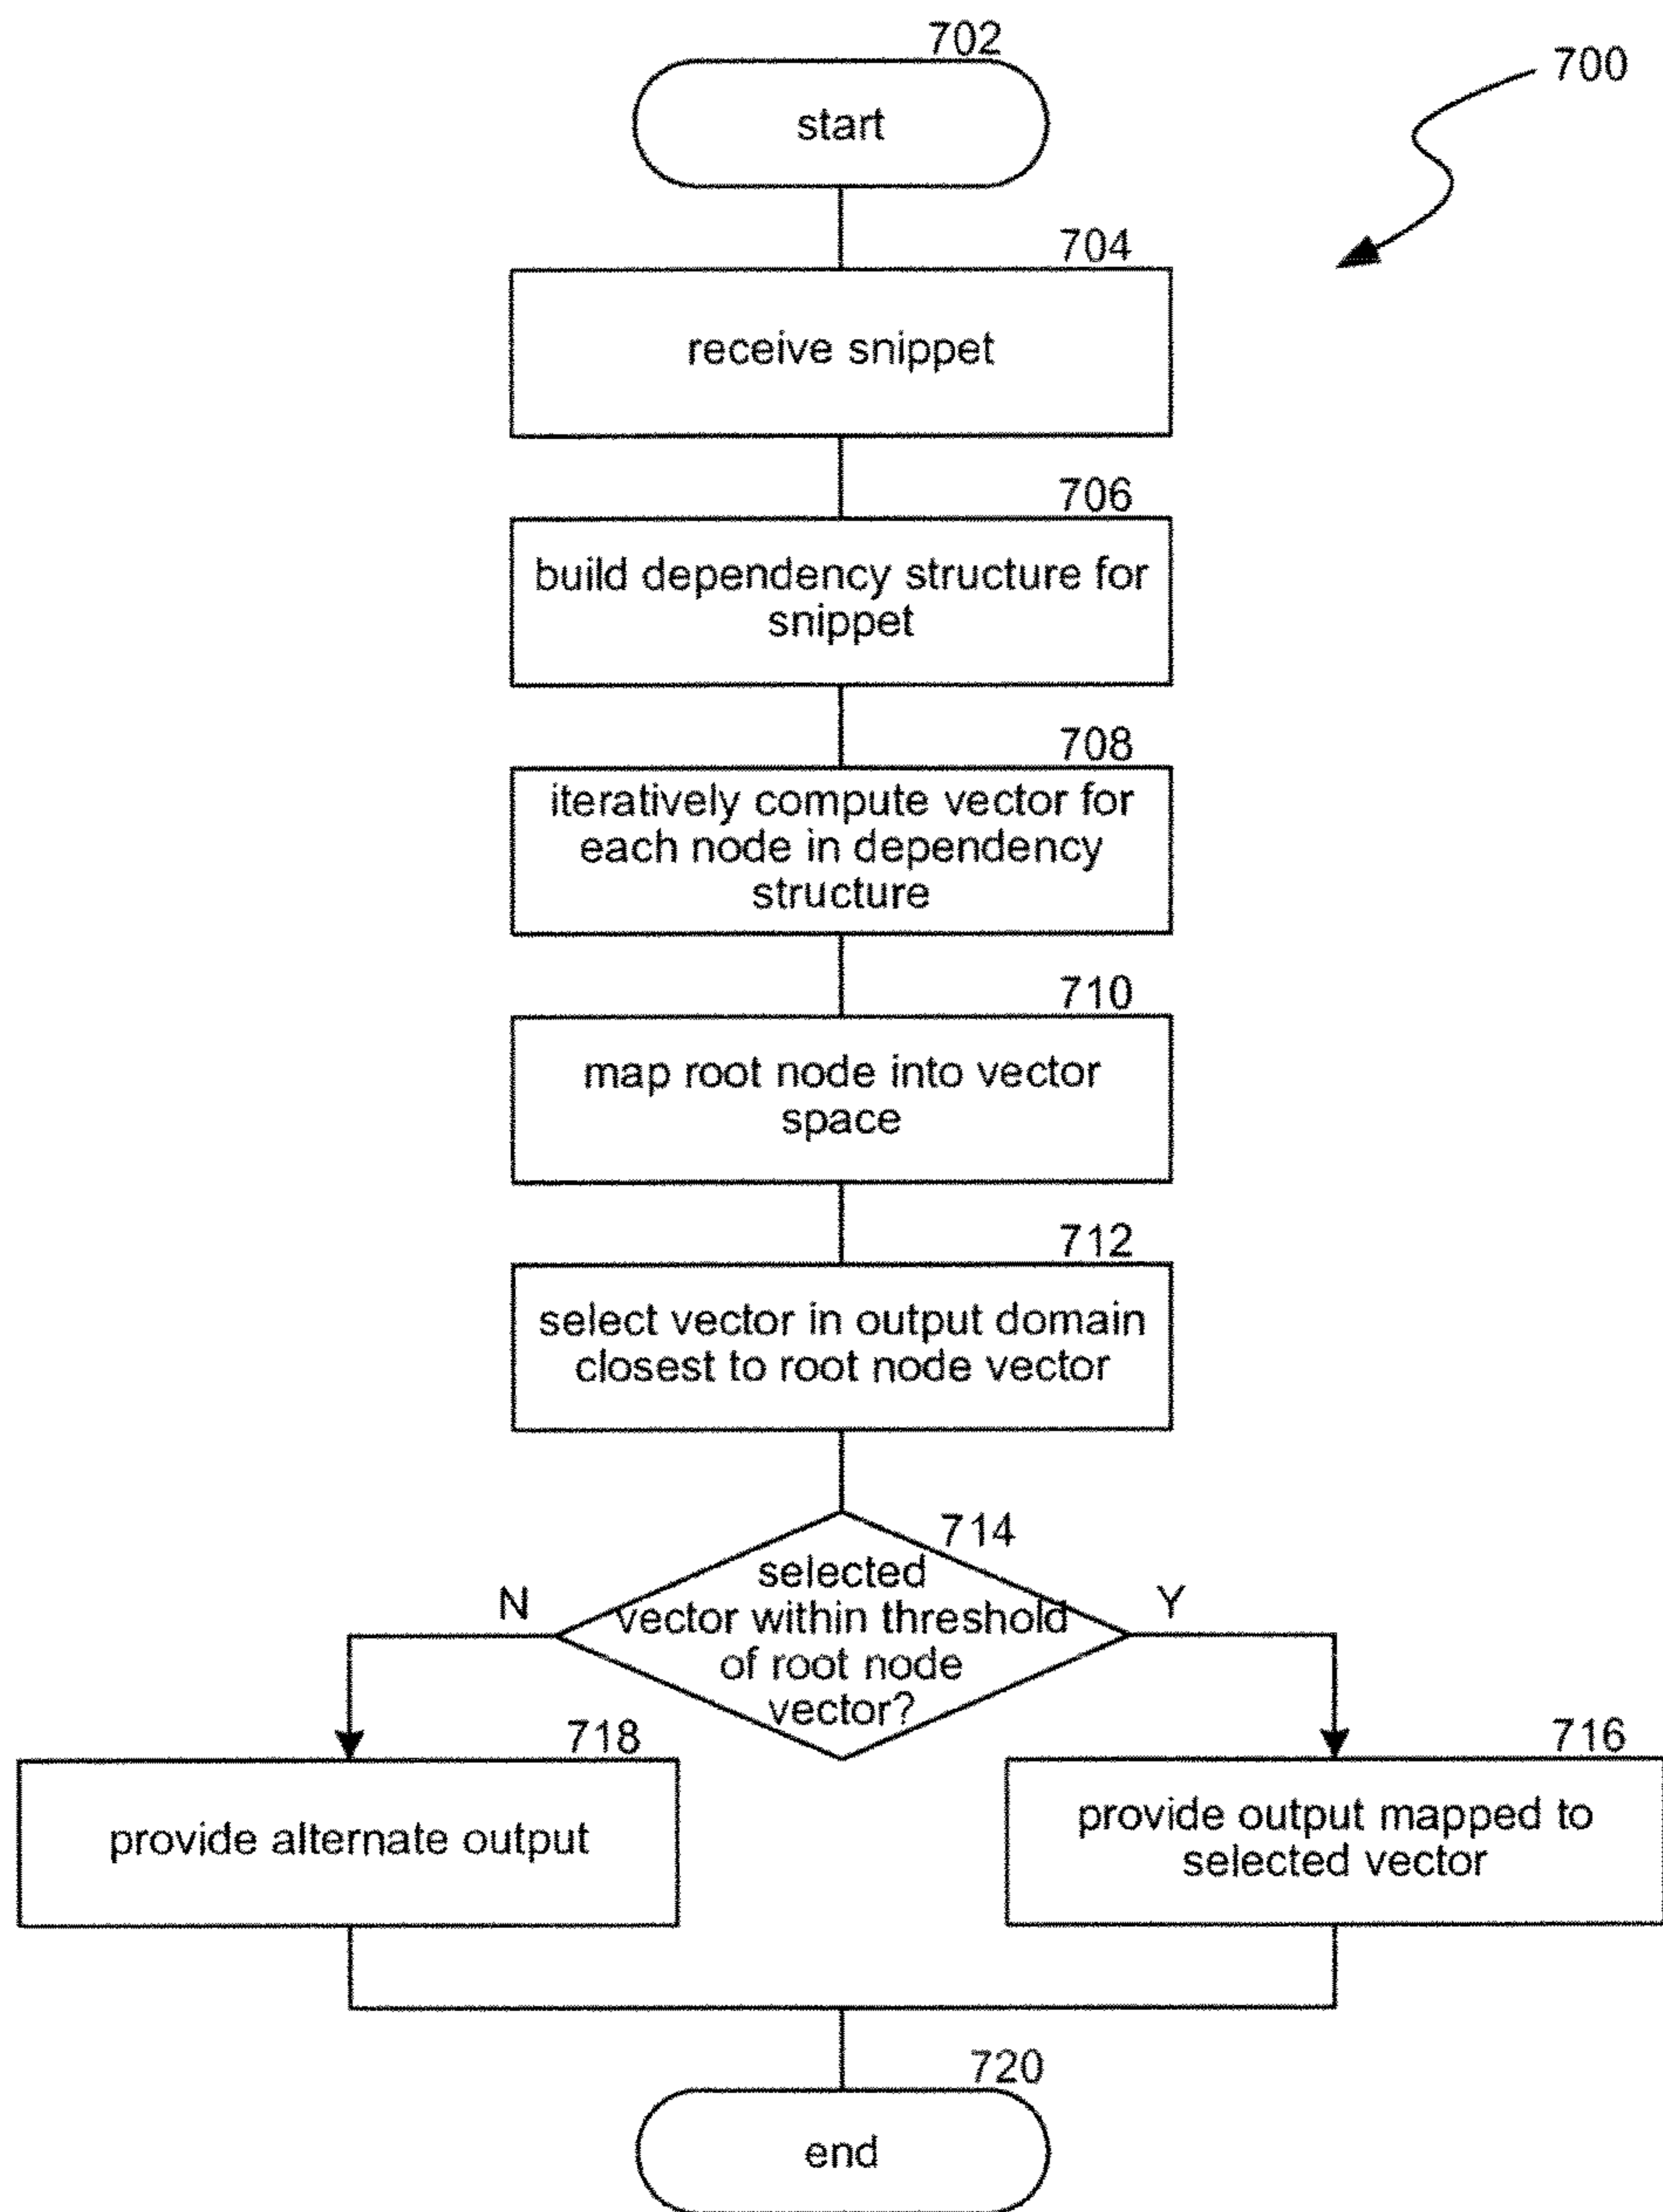 702
700
start
704
receive snippet
706
build dependency structure for
snippet
708
iteratively compute vector for
each node in dependency
structure
710
map root node into vector
space
712
select vector in output domain
closest to root node vector
714
selected
vector within threshold
of root node
vector?
N
Y
718
provide alternate output
716
provide output mapped to
selected vector
720
end